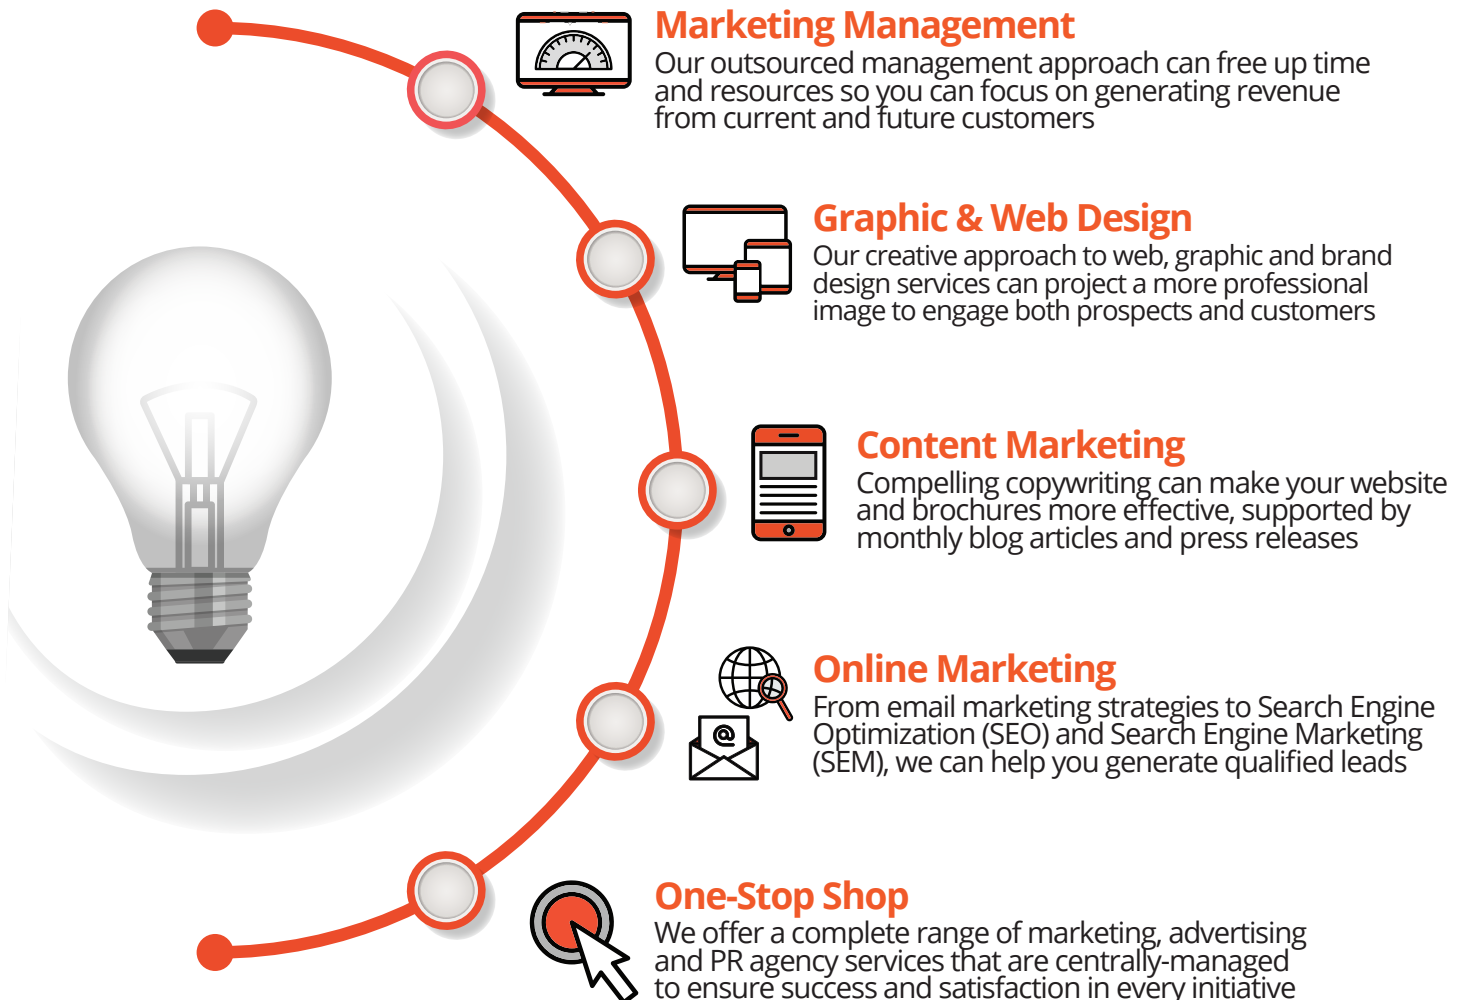 Marketing Management
Our outsourced management approach can free up time
and resources so you can focus on generating revenue
from current and future customers
Graphic & Web Design
Our creative approach to web, graphic and brand
design services can project a more professional
image to engage both prospects and customers
Content Marketing
Compelling copywriting can make your website
and brochures more effective, supported by
monthly blog articles and press releases
Online Marketing
From email marketing strategies to Search Engine
Optimization (SEO) and Search Engine Marketing
(SEM), we can help you generate qualified leads
@
One-Stop Shop
We offer a complete range of marketing, advertising
and PR agency services that are centrally-managed
to ensure success and satisfaction in every initiative